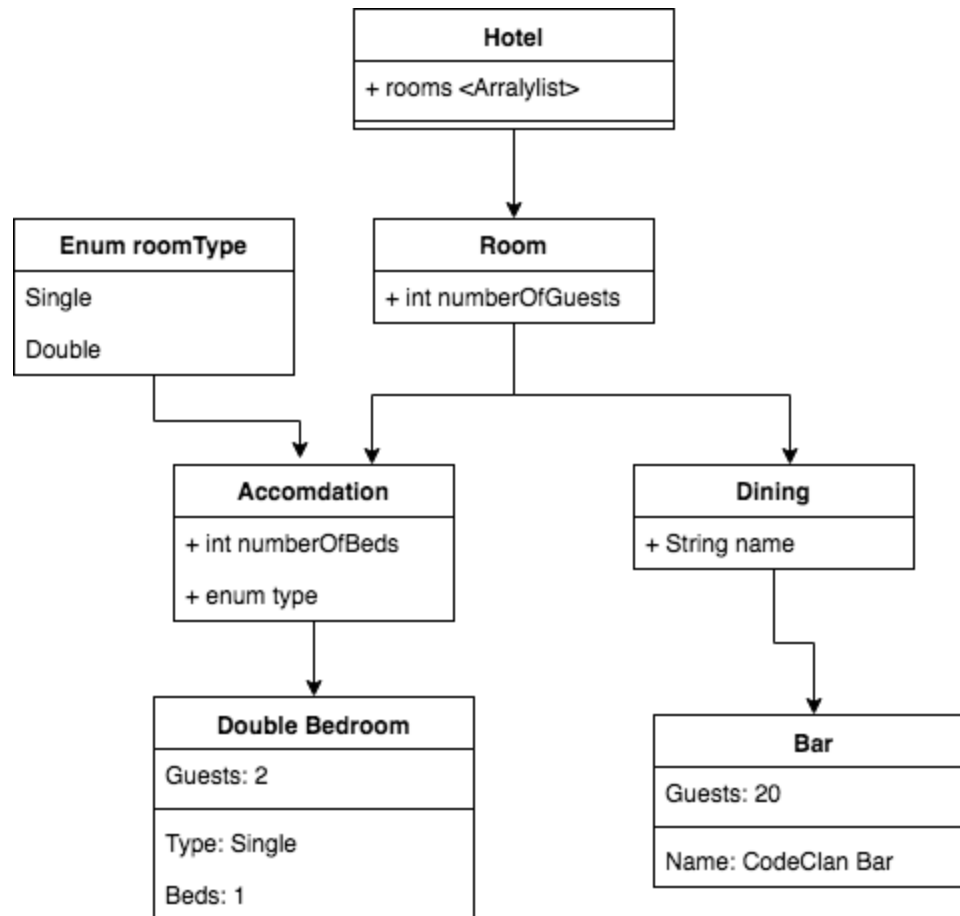 Hotel
+ rooms <Arralylist>
Enum roomType
Single
Double
Room
+ int numberOfGuests
Accomdation
+ int numberOfBeds
+ enum type
Dining
+ String name
Double Bedroom
Guests: 2
Type: Single
Beds: 1
Bar
Guests: 20
Name: CodeClan Bar